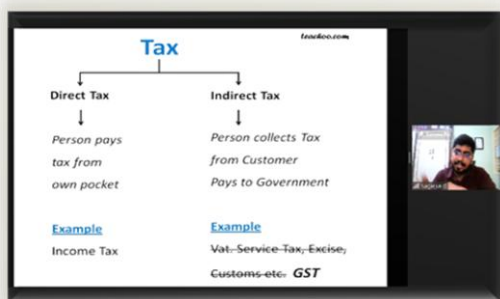 teachoo.com
Tax
Direct Tax
Indirect Tax
Person pays
tax from
own pocket
Person collects Tax
from Customer
Pays to Government
Example
Income Tax
Example
Vat. Service Tax, Excise,
Customs etc. GST